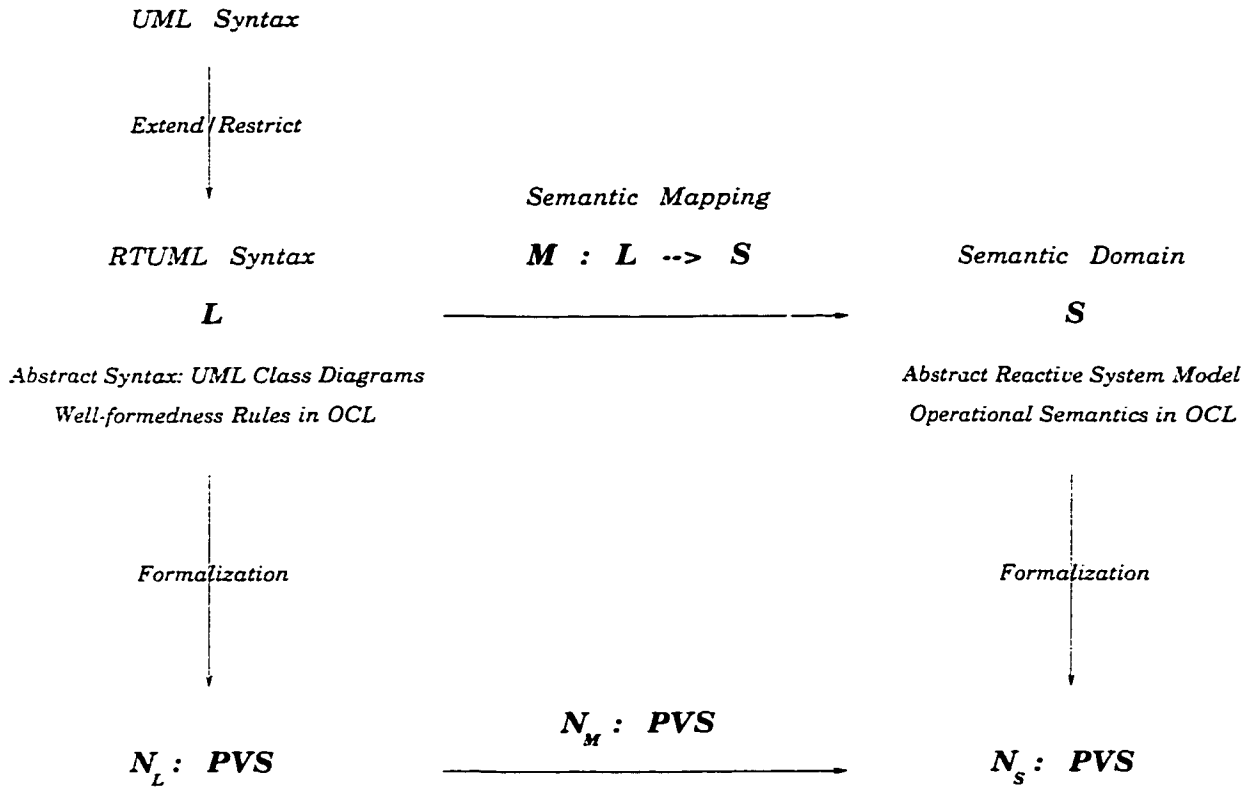 UML Syntax
Extend/Restrict
Semantic Mapping
RTUML Syntax
M : L --> S
Semantic Domain
L
S
Abstract Syntax: UML Class Diagrams
Well-formedness Rules in OCL
Abstract Reactive System Model
Operational Semantics in OCL
Formalization
Formalization
N_M : PVS
N_L : PVS
N_S : PVS